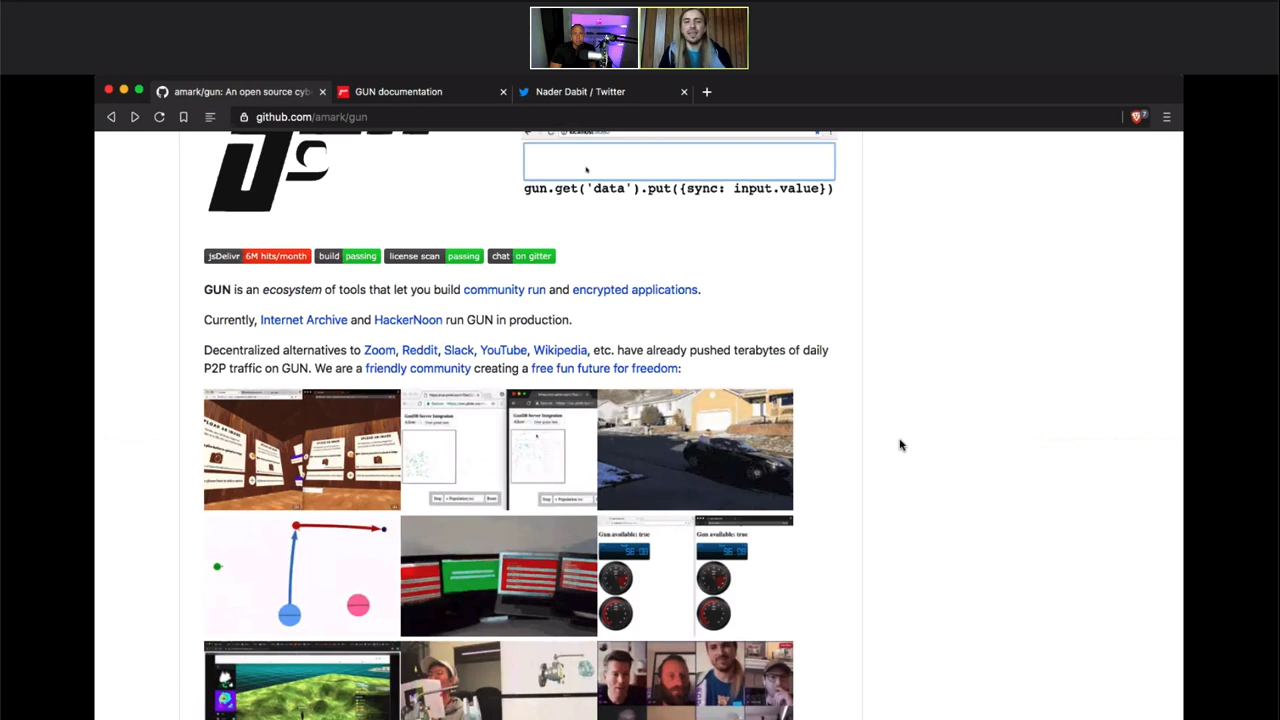 amark/gun: An open source cyb
GUN documentation
Nader Dabit / Twitter
github.com/amark/gun
gun.get('data').put({sync: input.value})
jsDelivr 6M hits/month build passing license scan passing chat on gitter
GUN is an ecosystem of tools that let you build community run and encrypted applications.
Currently, Internet Archive and HackerNoon run GUN in production.
Decentralized alternatives to Zoom, Reddit, Slack, YouTube, Wikipedia, etc. have already pushed terabytes of daily
P2P traffic on GUN. We are a friendly community creating a free fun future for freedom:
Gun available: true
Gun available: true